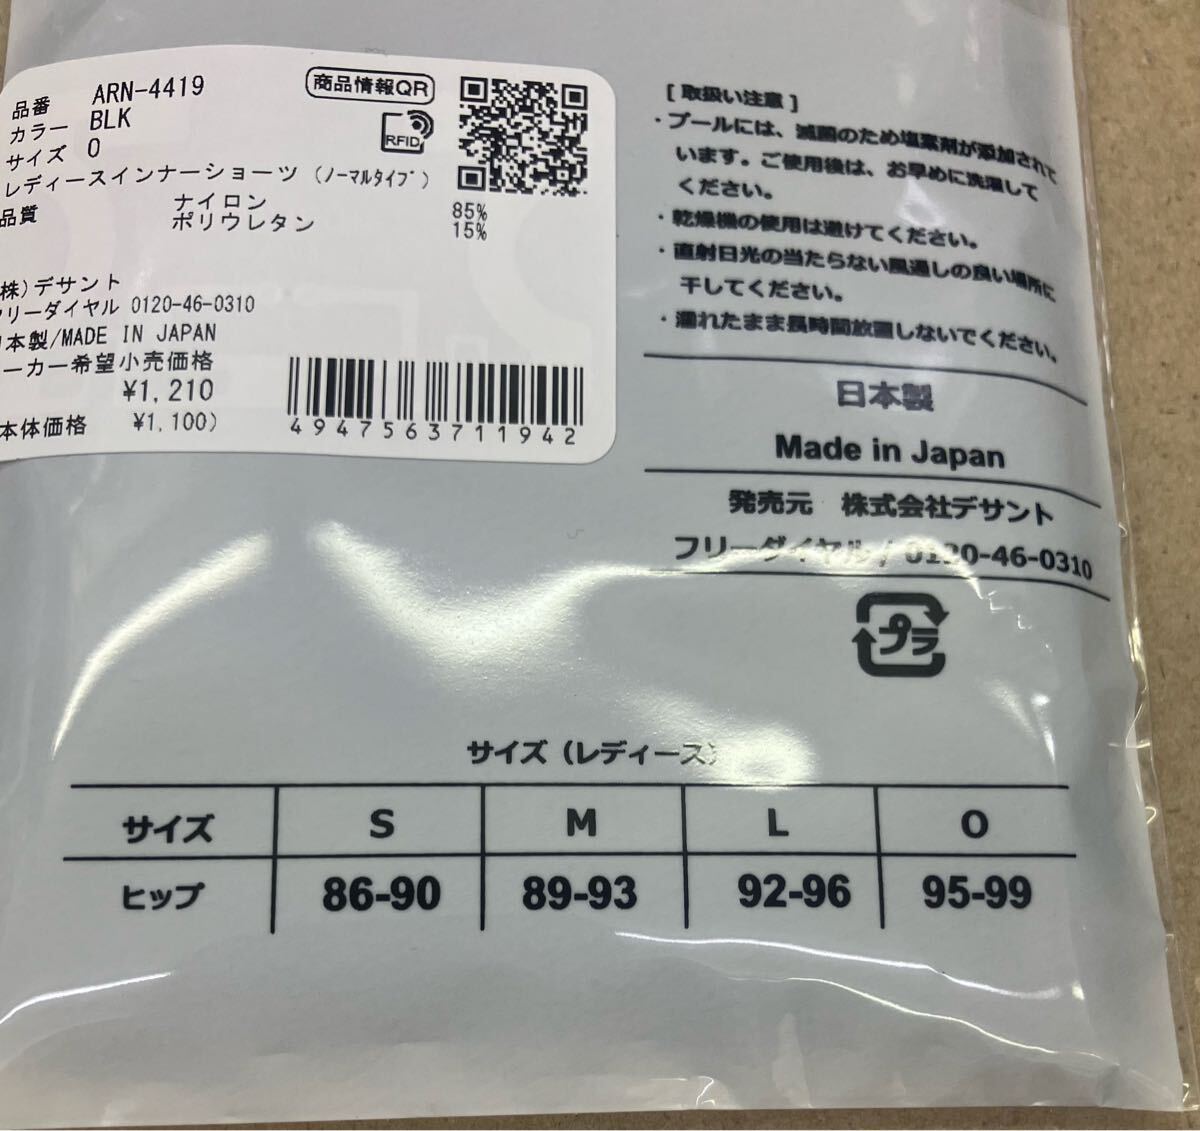 品番 ARN-4419
カラー BLK
サイズ O
レディースインナーショーツ (ノーマルタイプ)
品質 ナイロン 85%
ポリウレタン 15%
株)デサント
フリーダイヤル 0120-46-0310
日本製/MADE IN JAPAN
ーカー希望小売価格
¥1,210
本体価格 ¥1,100)
商品情報QR
RFID
4947563711942
[ 取扱い注意 ]
・プールには、滅菌のため塩素剤が添加されて
います。ご使用後は、お早めに洗濯して
ください。
・乾燥機の使用は避けてください。
・直射日光の当たらない風通しの良い場所に
干してください。
・濡れたまま長時間放置しないでください。
日本製
Made in Japan
発売元 株式会社デサント
フリーダイヤル / 0120-46-0310
プラ
サイズ（レディース）
サイズ S M L O
ヒップ 86-90 89-93 92-96 95-99